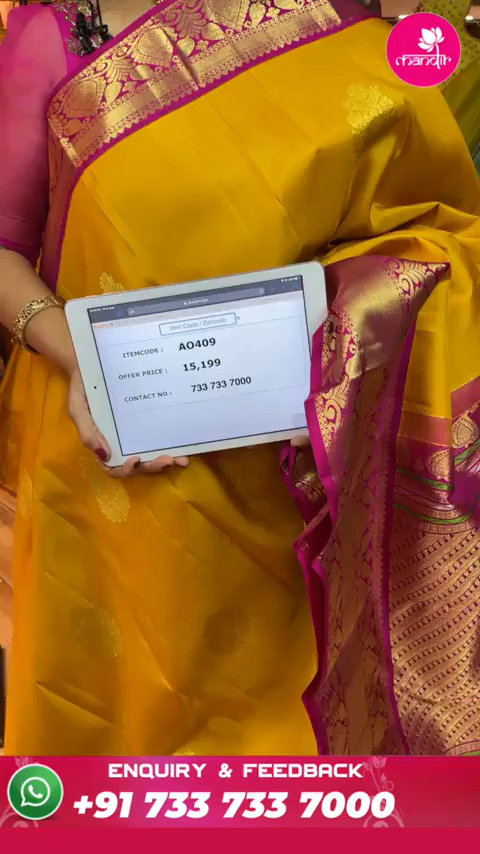 mandir
Item Code / Barcode
ITEMCODE : AO409
OFFER PRICE : 15,199
CONTACT NO : 733 733 7000
ENQUIRY & FEEDBACK
+91 733 733 7000